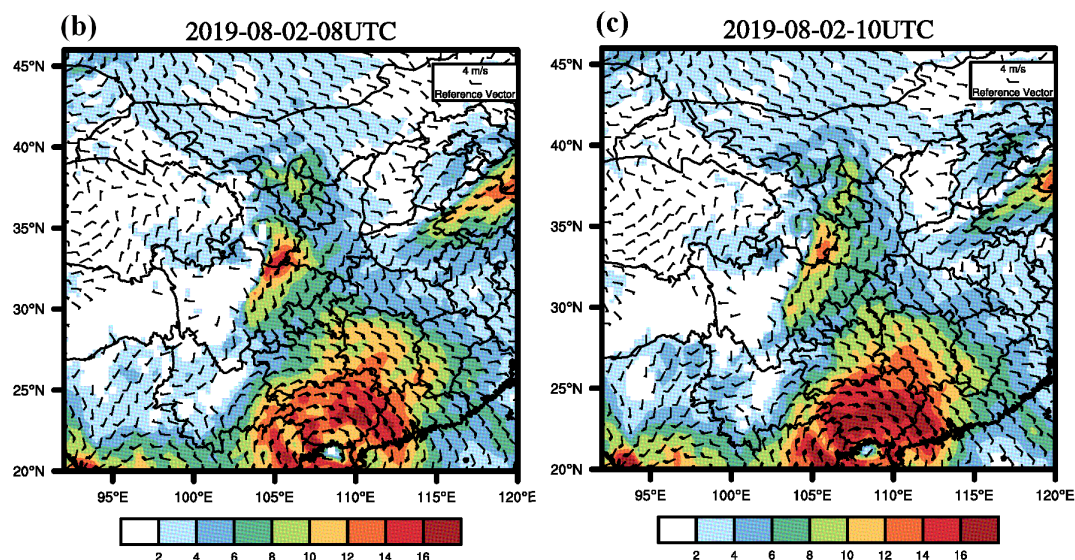 (b)
2019-08-02-08UTC
4 m/s
Reference Vector
45°N
40°N
35°N
30°N
25°N
20°N
95°E 100°E 105°E 110°E 115°E 120°E
2 4 6 8 10 12 14 16
(c)
2019-08-02-10UTC
4 m/s
Reference Vector
45°N
40°N
35°N
30°N
25°N
20°N
95°E 100°E 105°E 110°E 115°E 120°E
2 4 6 8 10 12 14 16